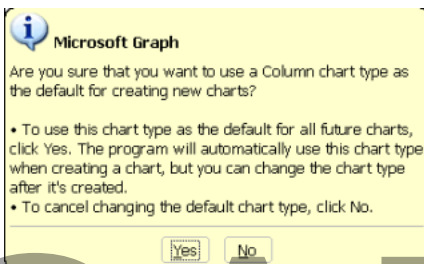 Microsoft Graph
Are you sure that you want to use a Column chart type as
the default for creating new charts?
• To use this chart type as the default for all future charts,
click Yes. The program will automatically use this chart type
when creating a chart, but you can change the chart type
after it's created.
• To cancel changing the default chart type, click No.
Yes No